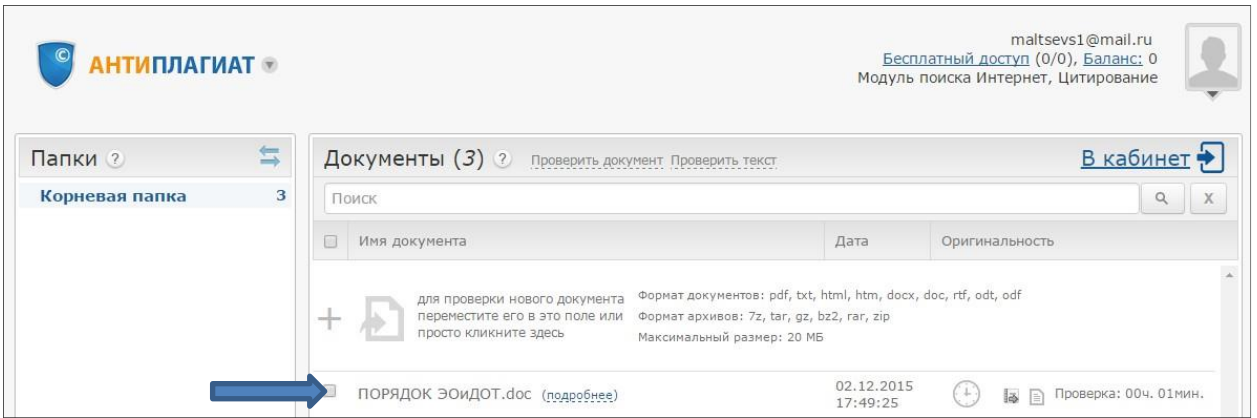 maltsevs1@mail.ru
© АНТИПЛАГИАТ
Бесплатный доступ (0/0), Баланс: 0
Модуль поиска Интернет, Цитирование
Папки ?
Корневая папка 3
Документы (3) ? Проверить документ Проверить текст В кабинет
Поиск X
Имя документа Дата Оригинальность
для проверки нового документа
переместите его в это поле или
просто кликните здесь
Формат документов: pdf, txt, html, htm, docx, doc, rtf, odt, odf
Формат архивов: 7z, tar, gz, bz2, rar, zip
Максимальный размер: 20 МБ
ПОРЯДОК ЭОиДОТ.doc (подробнее)
02.12.2015
17:49:25
Проверка: 00ч. 01мин.